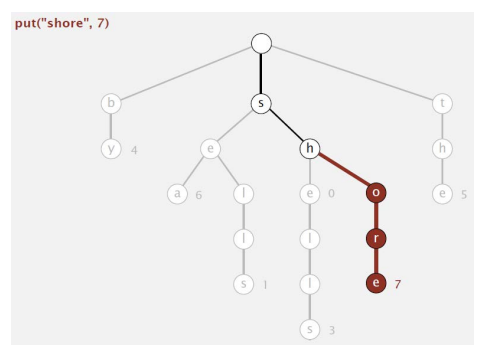 put("shore", 7)
b s t
y 4 e h h
a 6 l e 0 o e 5
l l r
s 1 l e 7
s 3